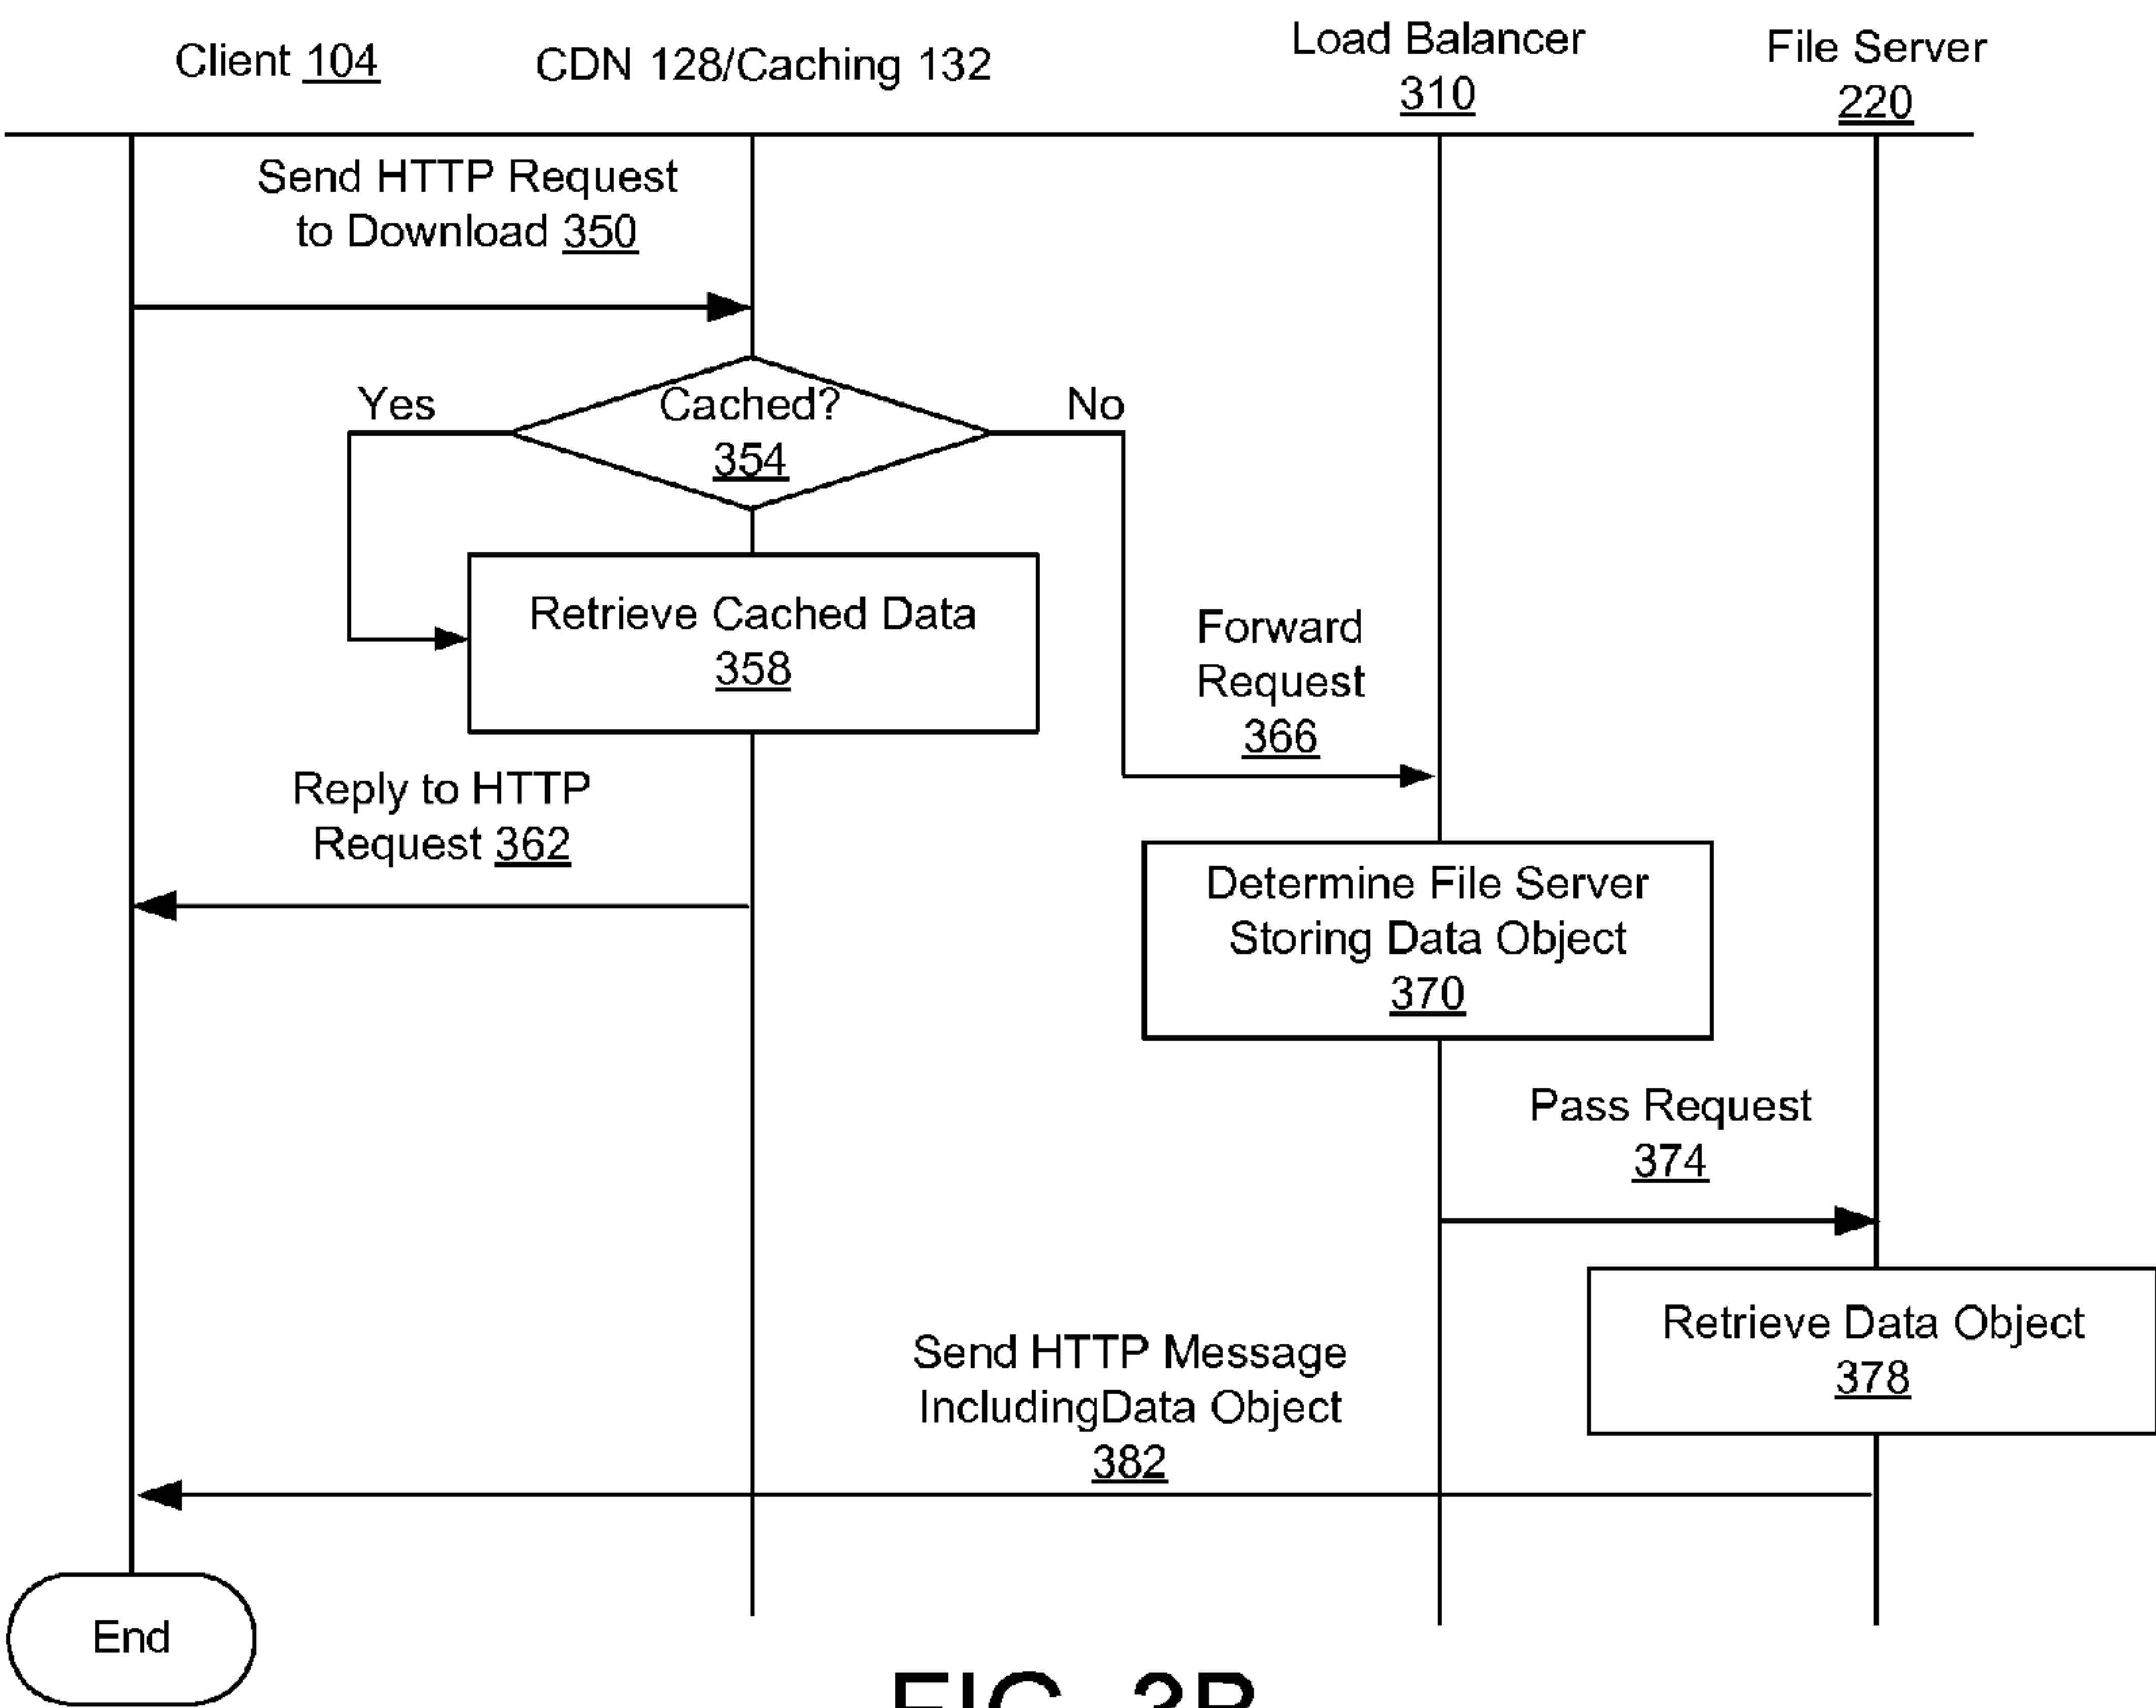 Client 104
CDN 128/Caching 132
Load Balancer
310
File Server
220
Send HTTP Request
to Download 350
Yes
Cached?
354
No
Retrieve Cached Data
358
Forward
Request
366
Reply to HTTP
Request 362
Determine File Server
Storing Data Object
370
Pass Request
374
Retrieve Data Object
378
Send HTTP Message
IncludingData Object
382
End
FIG. 3B